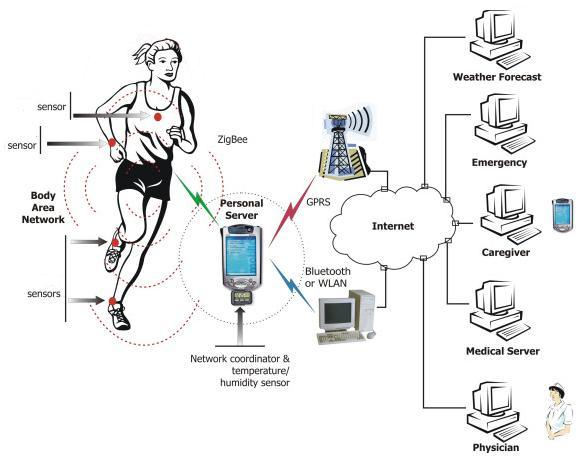 sensor
sensor
ZigBee
Body
Area
Network
sensors
Personal
Server
Network coordinator &
temperature/
humidity sensor
GPRS
Bluetooth
or WLAN
Internet
Weather Forecast
Emergency
Caregiver
Medical Server
Physician